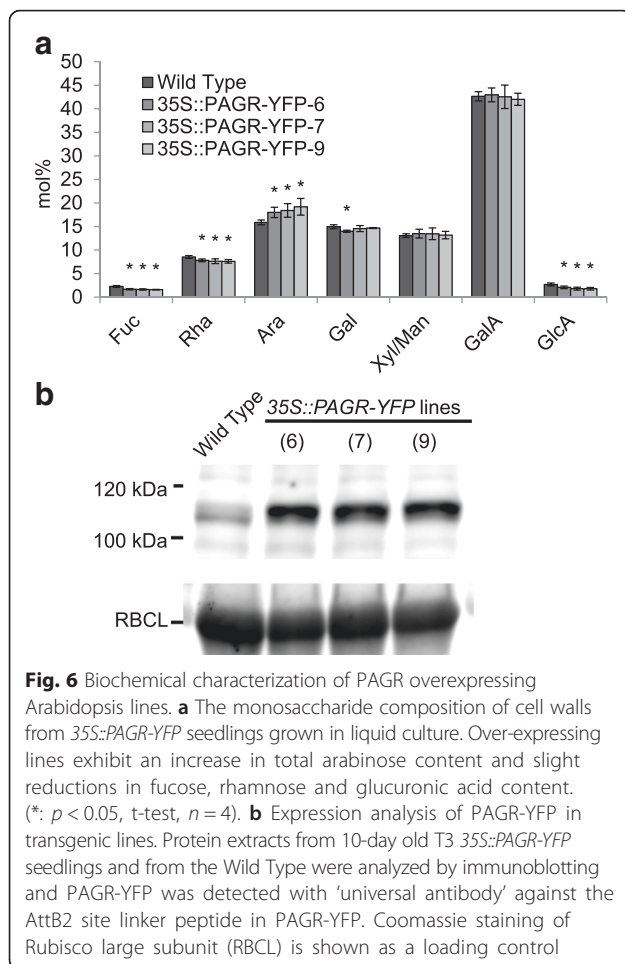 a
50
45
40
35
30
25
20
15
10
5
0
mol%
Wild Type
35S::PAGR-YFP-6
35S::PAGR-YFP-7
35S::PAGR-YFP-9
* * *
* * *
* * *
*
* * *
Fuc
Rha
Ara
Gal
Xyl/Man
GalA
GlcA
b
Wild Type
35S::PAGR-YFP lines
(6) (7) (9)
120 kDa
100 kDa
RBCL
Fig. 6 Biochemical characterization of PAGR overexpressing
Arabidopsis lines. a The monosaccharide composition of cell walls
from 35S::PAGR-YFP seedlings grown in liquid culture. Over-expressing
lines exhibit an increase in total arabinose content and slight
reductions in fucose, rhamnose and glucuronic acid content.
(*: p < 0.05, t-test, n = 4). b Expression analysis of PAGR-YFP in
transgenic lines. Protein extracts from 10-day old T3 35S::PAGR-YFP
seedlings and from the Wild Type were analyzed by immunoblotting
and PAGR-YFP was detected with ‘universal antibody’ against the
AttB2 site linker peptide in PAGR-YFP. Coomassie staining of
Rubisco large subunit (RBCL) is shown as a loading control